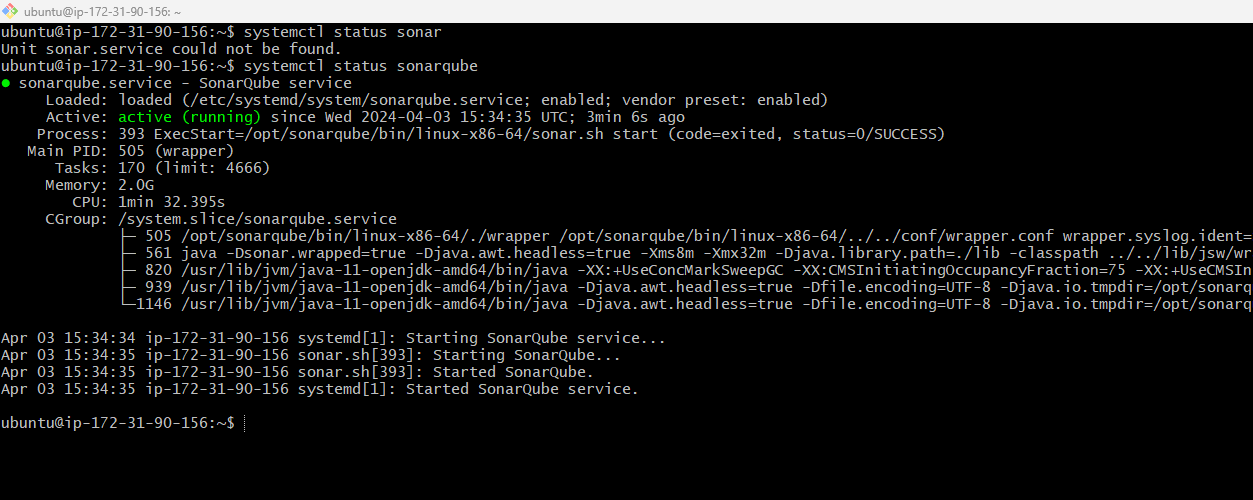 ubuntu@ip-172-31-90-156: ~
ubuntu@ip-172-31-90-156:~$ systemctl status sonar
Unit sonar.service could not be found.
ubuntu@ip-172-31-90-156:~$ systemctl status sonarqube
● sonarqube.service - SonarQube service
     Loaded: loaded (/etc/systemd/system/sonarqube.service; enabled; vendor preset: enabled)
     Active: active (running) since Wed 2024-04-03 15:34:35 UTC; 3min 6s ago
    Process: 393 ExecStart=/opt/sonarqube/bin/linux-x86-64/sonar.sh start (code=exited, status=0/SUCCESS)
   Main PID: 505 (wrapper)
      Tasks: 170 (limit: 4666)
     Memory: 2.0G
        CPU: 1min 32.395s
     CGroup: /system.slice/sonarqube.service
             ├─ 505 /opt/sonarqube/bin/linux-x86-64/./wrapper /opt/sonarqube/bin/linux-x86-64/../../conf/wrapper.conf wrapper.syslog.ident=
             ├─ 561 java -Dsonar.wrapped=true -Djava.awt.headless=true -Xms8m -Xmx32m -Djava.library.path=./lib -classpath ../../lib/jsw/wr
             ├─ 820 /usr/lib/jvm/java-11-openjdk-amd64/bin/java -XX:+UseConcMarkSweepGC -XX:CMSInitiatingOccupancyFraction=75 -XX:+UseCMSIn
             ├─ 939 /usr/lib/jvm/java-11-openjdk-amd64/bin/java -Djava.awt.headless=true -Dfile.encoding=UTF-8 -Djava.io.tmpdir=/opt/sonarq
             └─1146 /usr/lib/jvm/java-11-openjdk-amd64/bin/java -Djava.awt.headless=true -Dfile.encoding=UTF-8 -Djava.io.tmpdir=/opt/sonarq
Apr 03 15:34:34 ip-172-31-90-156 systemd[1]: Starting SonarQube service...
Apr 03 15:34:35 ip-172-31-90-156 sonar.sh[393]: Starting SonarQube...
Apr 03 15:34:35 ip-172-31-90-156 sonar.sh[393]: Started SonarQube.
Apr 03 15:34:35 ip-172-31-90-156 systemd[1]: Started SonarQube service.
ubuntu@ip-172-31-90-156:~$